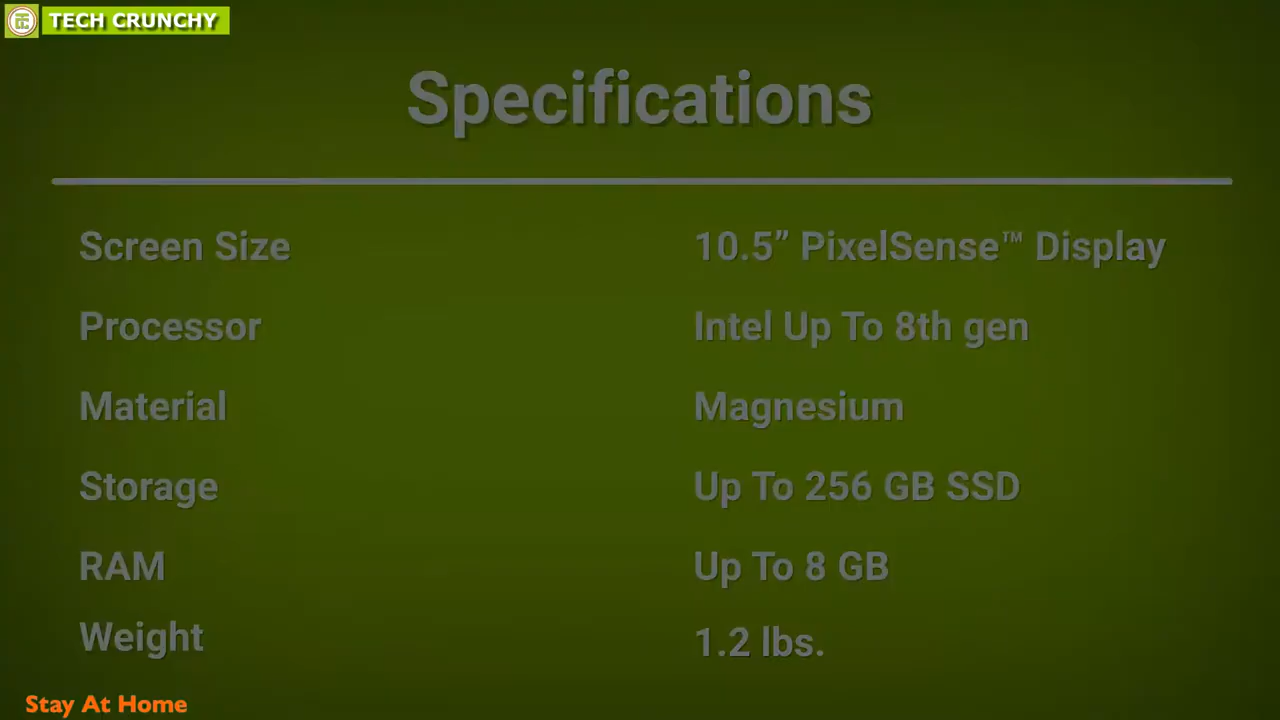 TECH CRUNCHY
Specifications
Screen Size 10.5” PixelSense™ Display
Processor Intel Up To 8th gen
Material Magnesium
Storage Up To 256 GB SSD
RAM Up To 8 GB
Weight 1.2 lbs.
Stay At Home